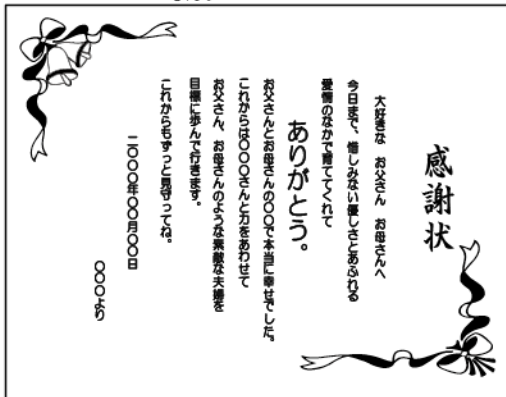 感謝状
大好きな お父さん お母さんへ
今日まで、惜しみない優しさとあふれる
愛情のなかで育ててくれて
ありがとう。
お父さんとお母さんの〇〇で本当に幸せでした。
これからは〇〇〇さんと力をあわせて
お父さん、お母さんのような素敵な夫婦を
目標に歩んで行きます。
これからもずっと見守ってね。
二〇〇〇年〇〇月〇〇日
〇〇〇より